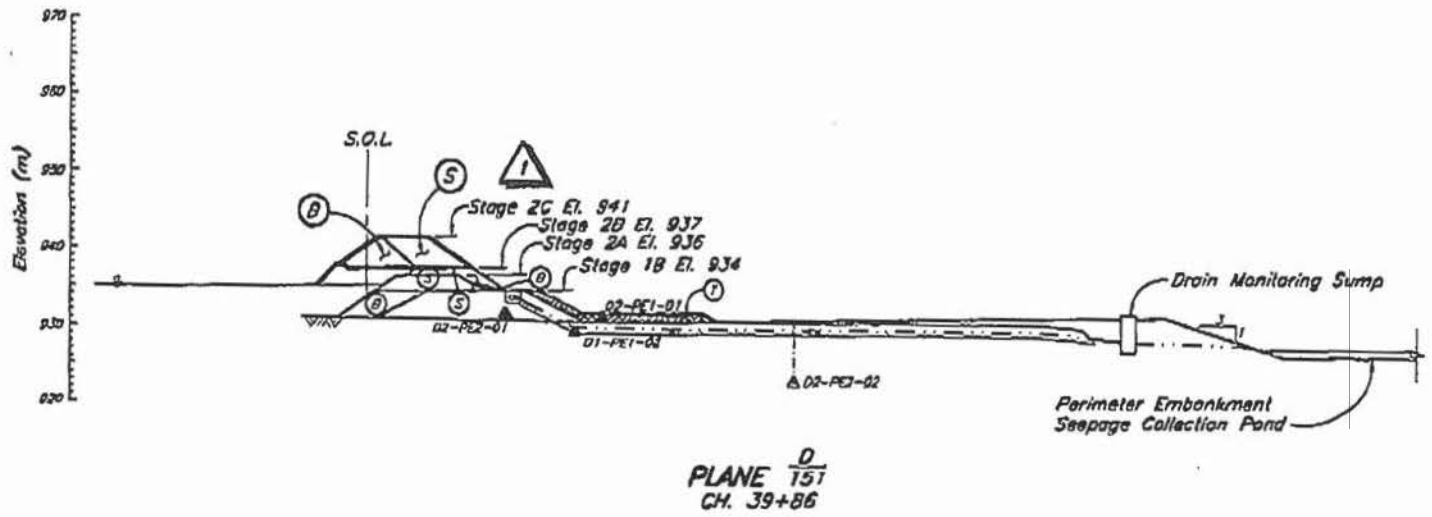 970
960
950
940
930
920
Elevation (m)
S.O.L.
1
B
S
Stage 2C El. 941
Stage 2B El. 937
Stage 2A El. 936
Stage 1B El. 934
S
B
B
S
T
D2-PE1-01
D2-PE2-01
D1-PE1-03
D2-PE2-02
Drain Monitoring Sump
3
1
Perimeter Embankment
Seepage Collection Pond
PLANE D
151
CH. 39+86